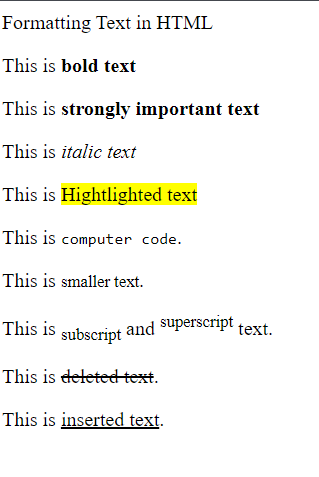 Formatting Text in HTML
This is bold text
This is strongly important text
This is italic text
This is Hightlighted text
This is computer code.
This is smaller text.
This is subscript and superscript text.
This is deleted text.
This is inserted text.